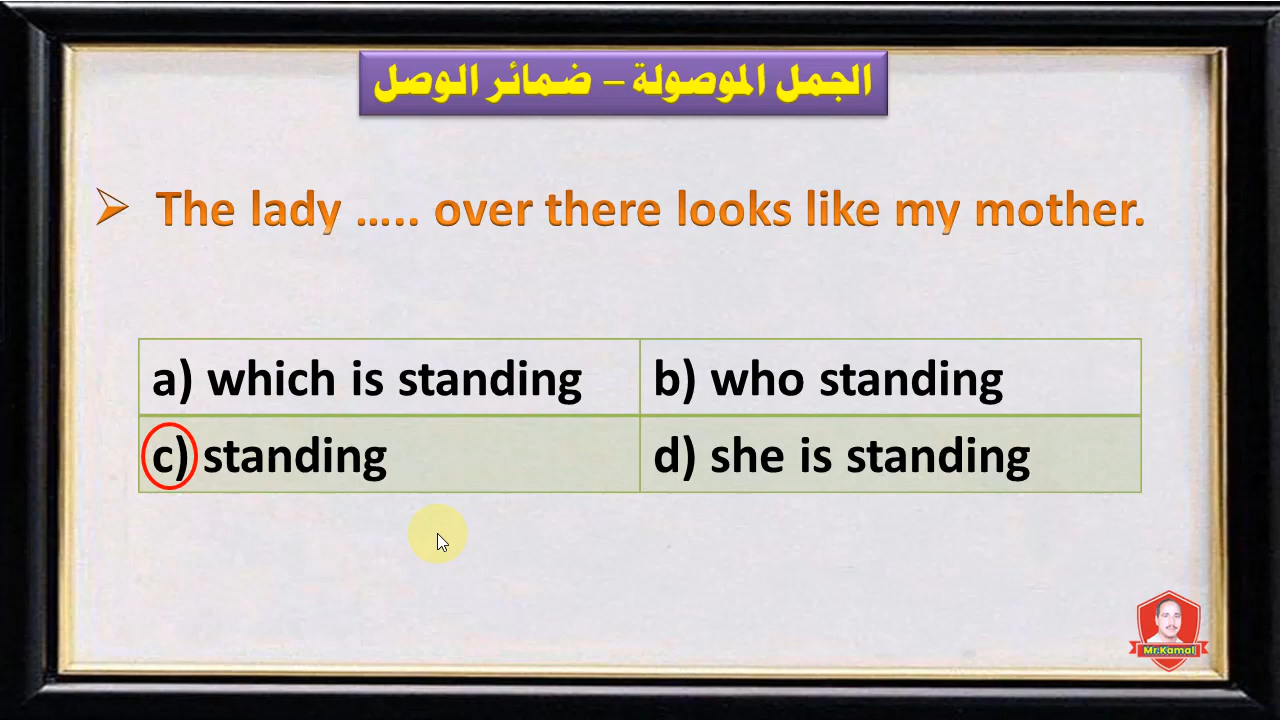 الجمل الموصولة – ضمائر الوصل
The lady ..... over there looks like my mother.
a) which is standing
b) who standing
c) standing
d) she is standing
Mr.Kamal